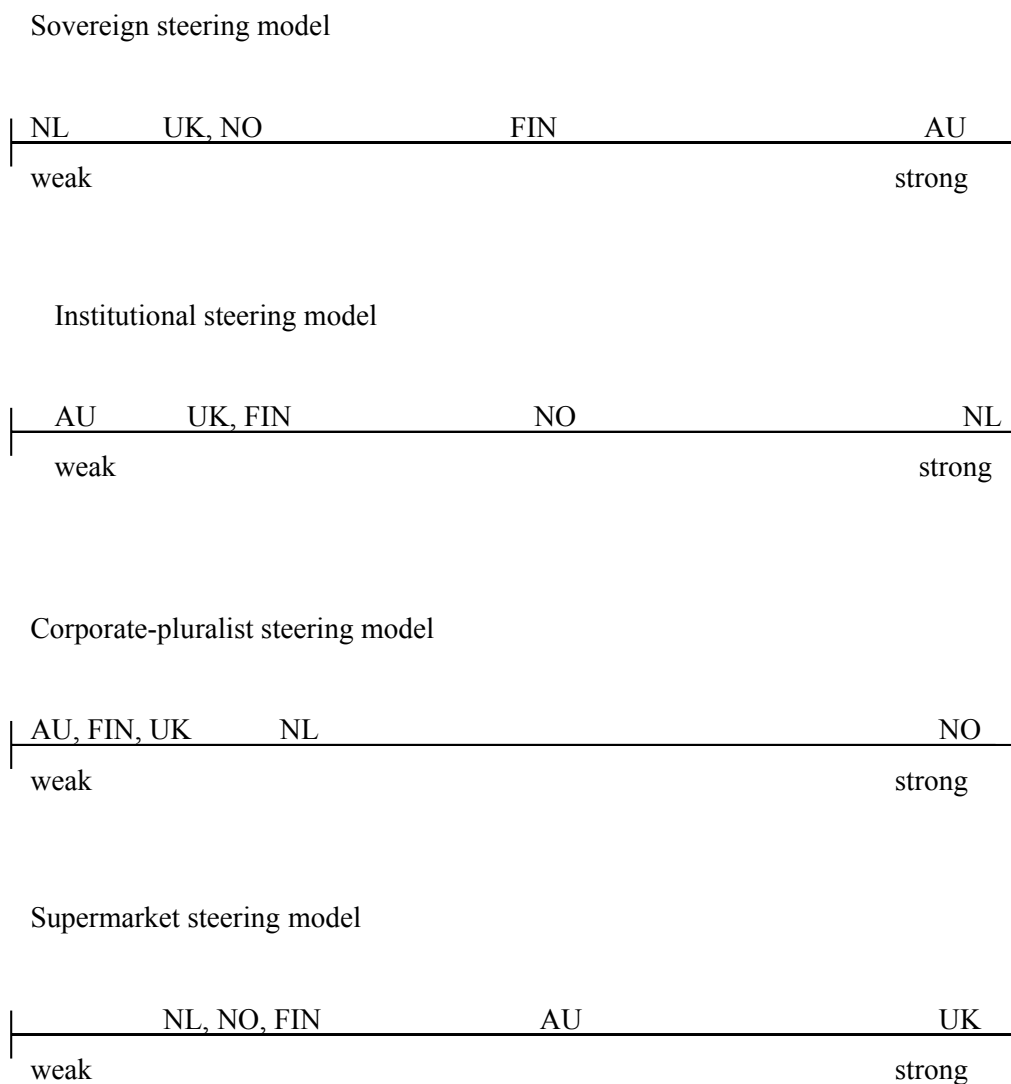 Sovereign steering model
NL UK, NO FIN AU
weak strong
Institutional steering model
AU UK, FIN NO NL
weak strong
Corporate-pluralist steering model
AU, FIN, UK NL NO
weak strong
Supermarket steering model
NL, NO, FIN AU UK
weak strong